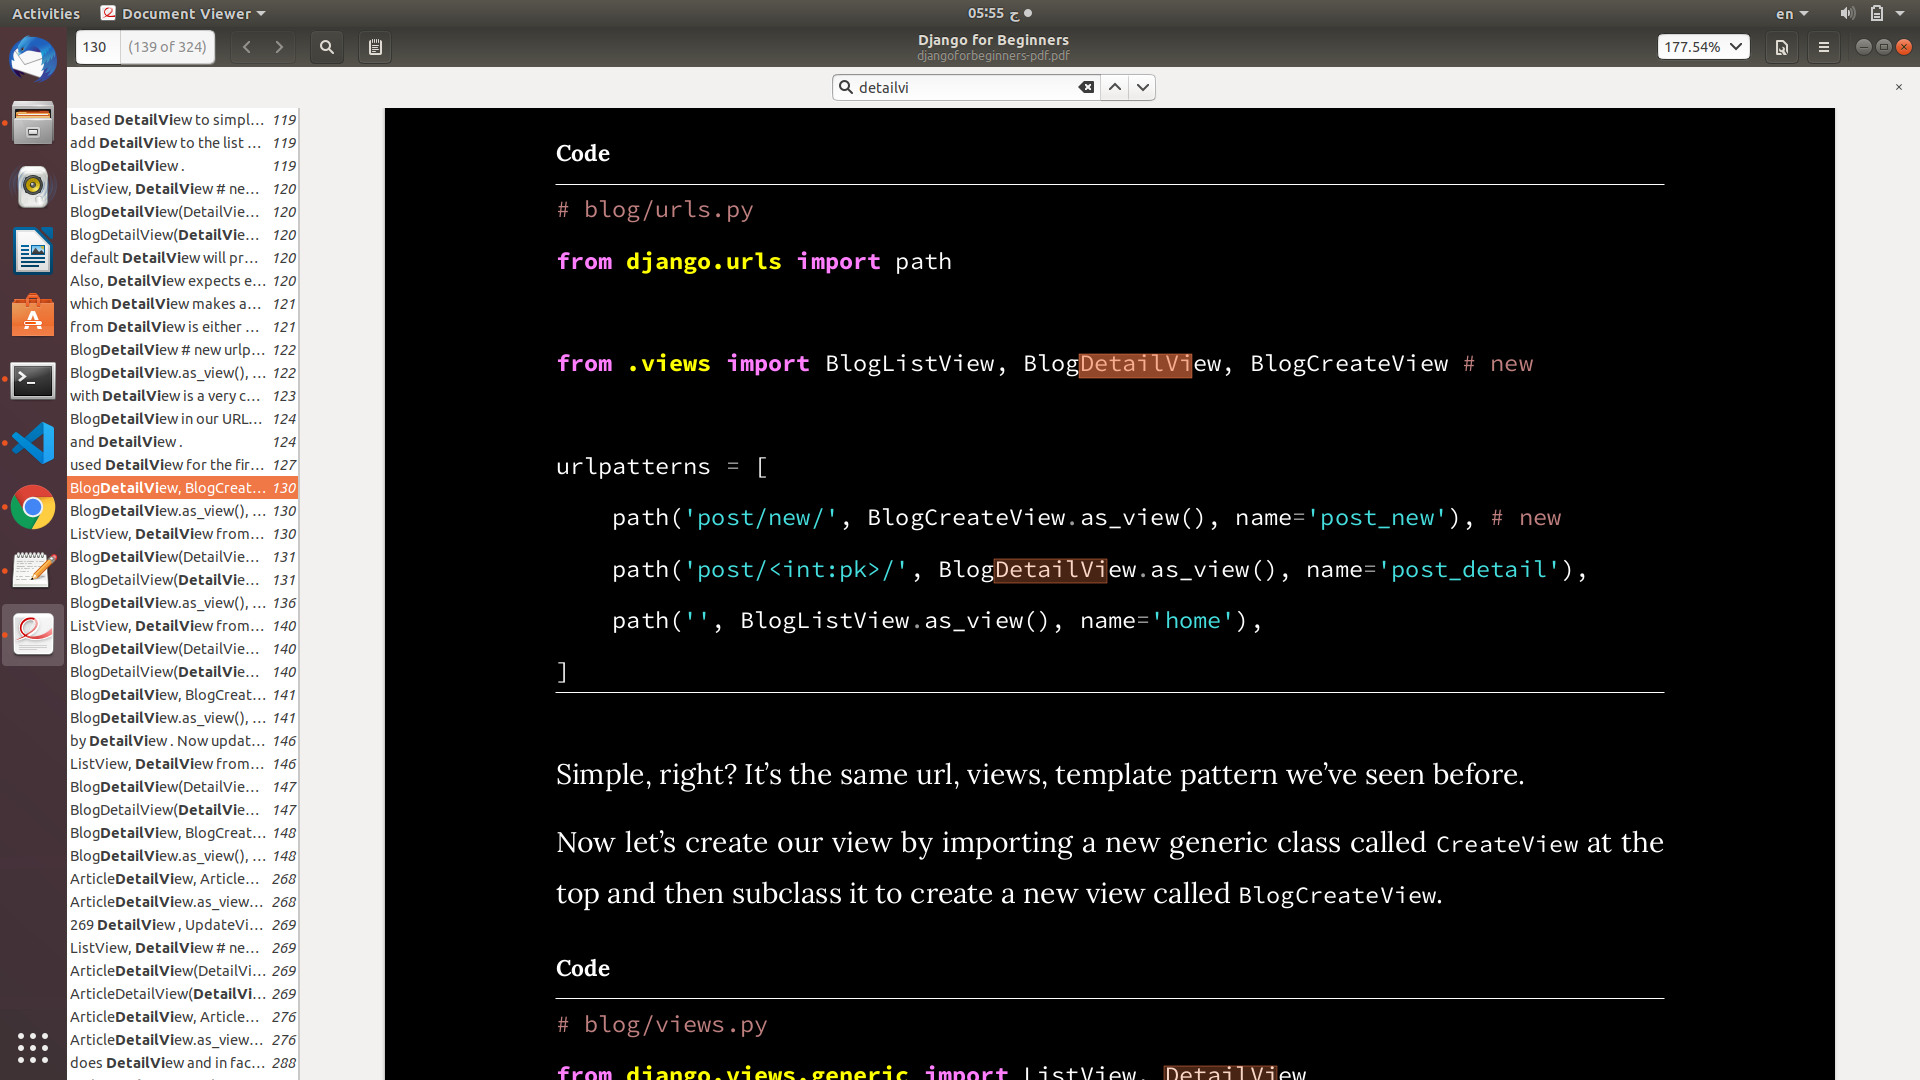 Activities
Document Viewer
05:55 ج
en
130
(139 of 324)
Django for Beginners
djangoforbeginners-pdf.pdf
177.54%
detailvi
based DetailView to simpl... 119
add DetailView to the list ... 119
BlogDetailView . 119
ListView, DetailView # ne... 120
BlogDetailView(DetailVie... 120
BlogDetailView(DetailVie... 120
default DetailView will pr... 120
Also, DetailView expects e... 120
which DetailView makes a... 121
from DetailView is either ... 121
BlogDetailView # new urlp... 122
BlogDetailView.as_view(), ... 122
with DetailView is a very c... 123
BlogDetailView in our URL... 124
and DetailView . 124
used DetailView for the fir... 127
BlogDetailView, BlogCreat... 130
BlogDetailView.as_view(), ... 130
ListView, DetailView from... 130
BlogDetailView(DetailVie... 131
BlogDetailView(DetailVie... 131
BlogDetailView.as_view(), ... 136
ListView, DetailView from... 140
BlogDetailView(DetailVie... 140
BlogDetailView(DetailVie... 140
BlogDetailView, BlogCreat... 141
BlogDetailView.as_view(), ... 141
by DetailView . Now updat... 146
ListView, DetailView from... 146
BlogDetailView(DetailVie... 147
BlogDetailView(DetailVie... 147
BlogDetailView, BlogCreat... 148
BlogDetailView.as_view(), ... 148
ArticleDetailView, Article... 268
ArticleDetailView.as_view... 268
269 DetailView , UpdateVi... 269
ListView, DetailView # ne... 269
ArticleDetailView(DetailVi... 269
ArticleDetailView(DetailVi... 269
ArticleDetailView, Article... 276
ArticleDetailView.as_view... 276
does DetailView and in fac... 288
Code
# blog/urls.py
from django.urls import path
from .views import BlogListView, BlogDetailView, BlogCreateView # new
urlpatterns = [
path('post/new/', BlogCreateView.as_view(), name='post_new'), # new
path('post/<int:pk>/', BlogDetailView.as_view(), name='post_detail'),
path('', BlogListView.as_view(), name='home'),
]
Simple, right? It’s the same url, views, template pattern we’ve seen before.
Now let’s create our view by importing a new generic class called CreateView at the
top and then subclass it to create a new view called BlogCreateView.
Code
# blog/views.py
from django.views.generic import ListView, DetailView